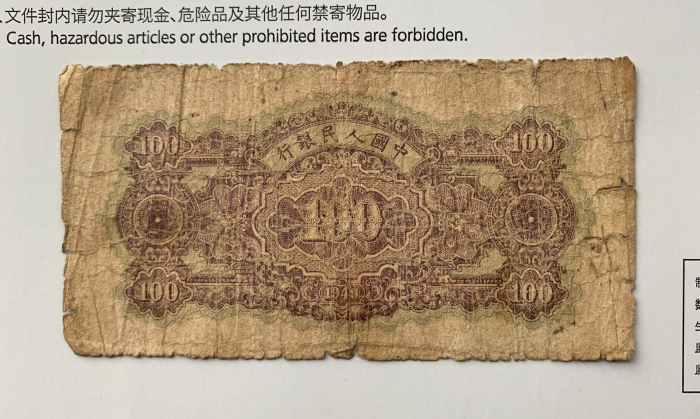 、文件封内请勿夹寄现金、危险品及其他任何禁寄物品。
Cash, hazardous articles or other prohibited items are forbidden.
行銀民人國中
100 100
100
100 100